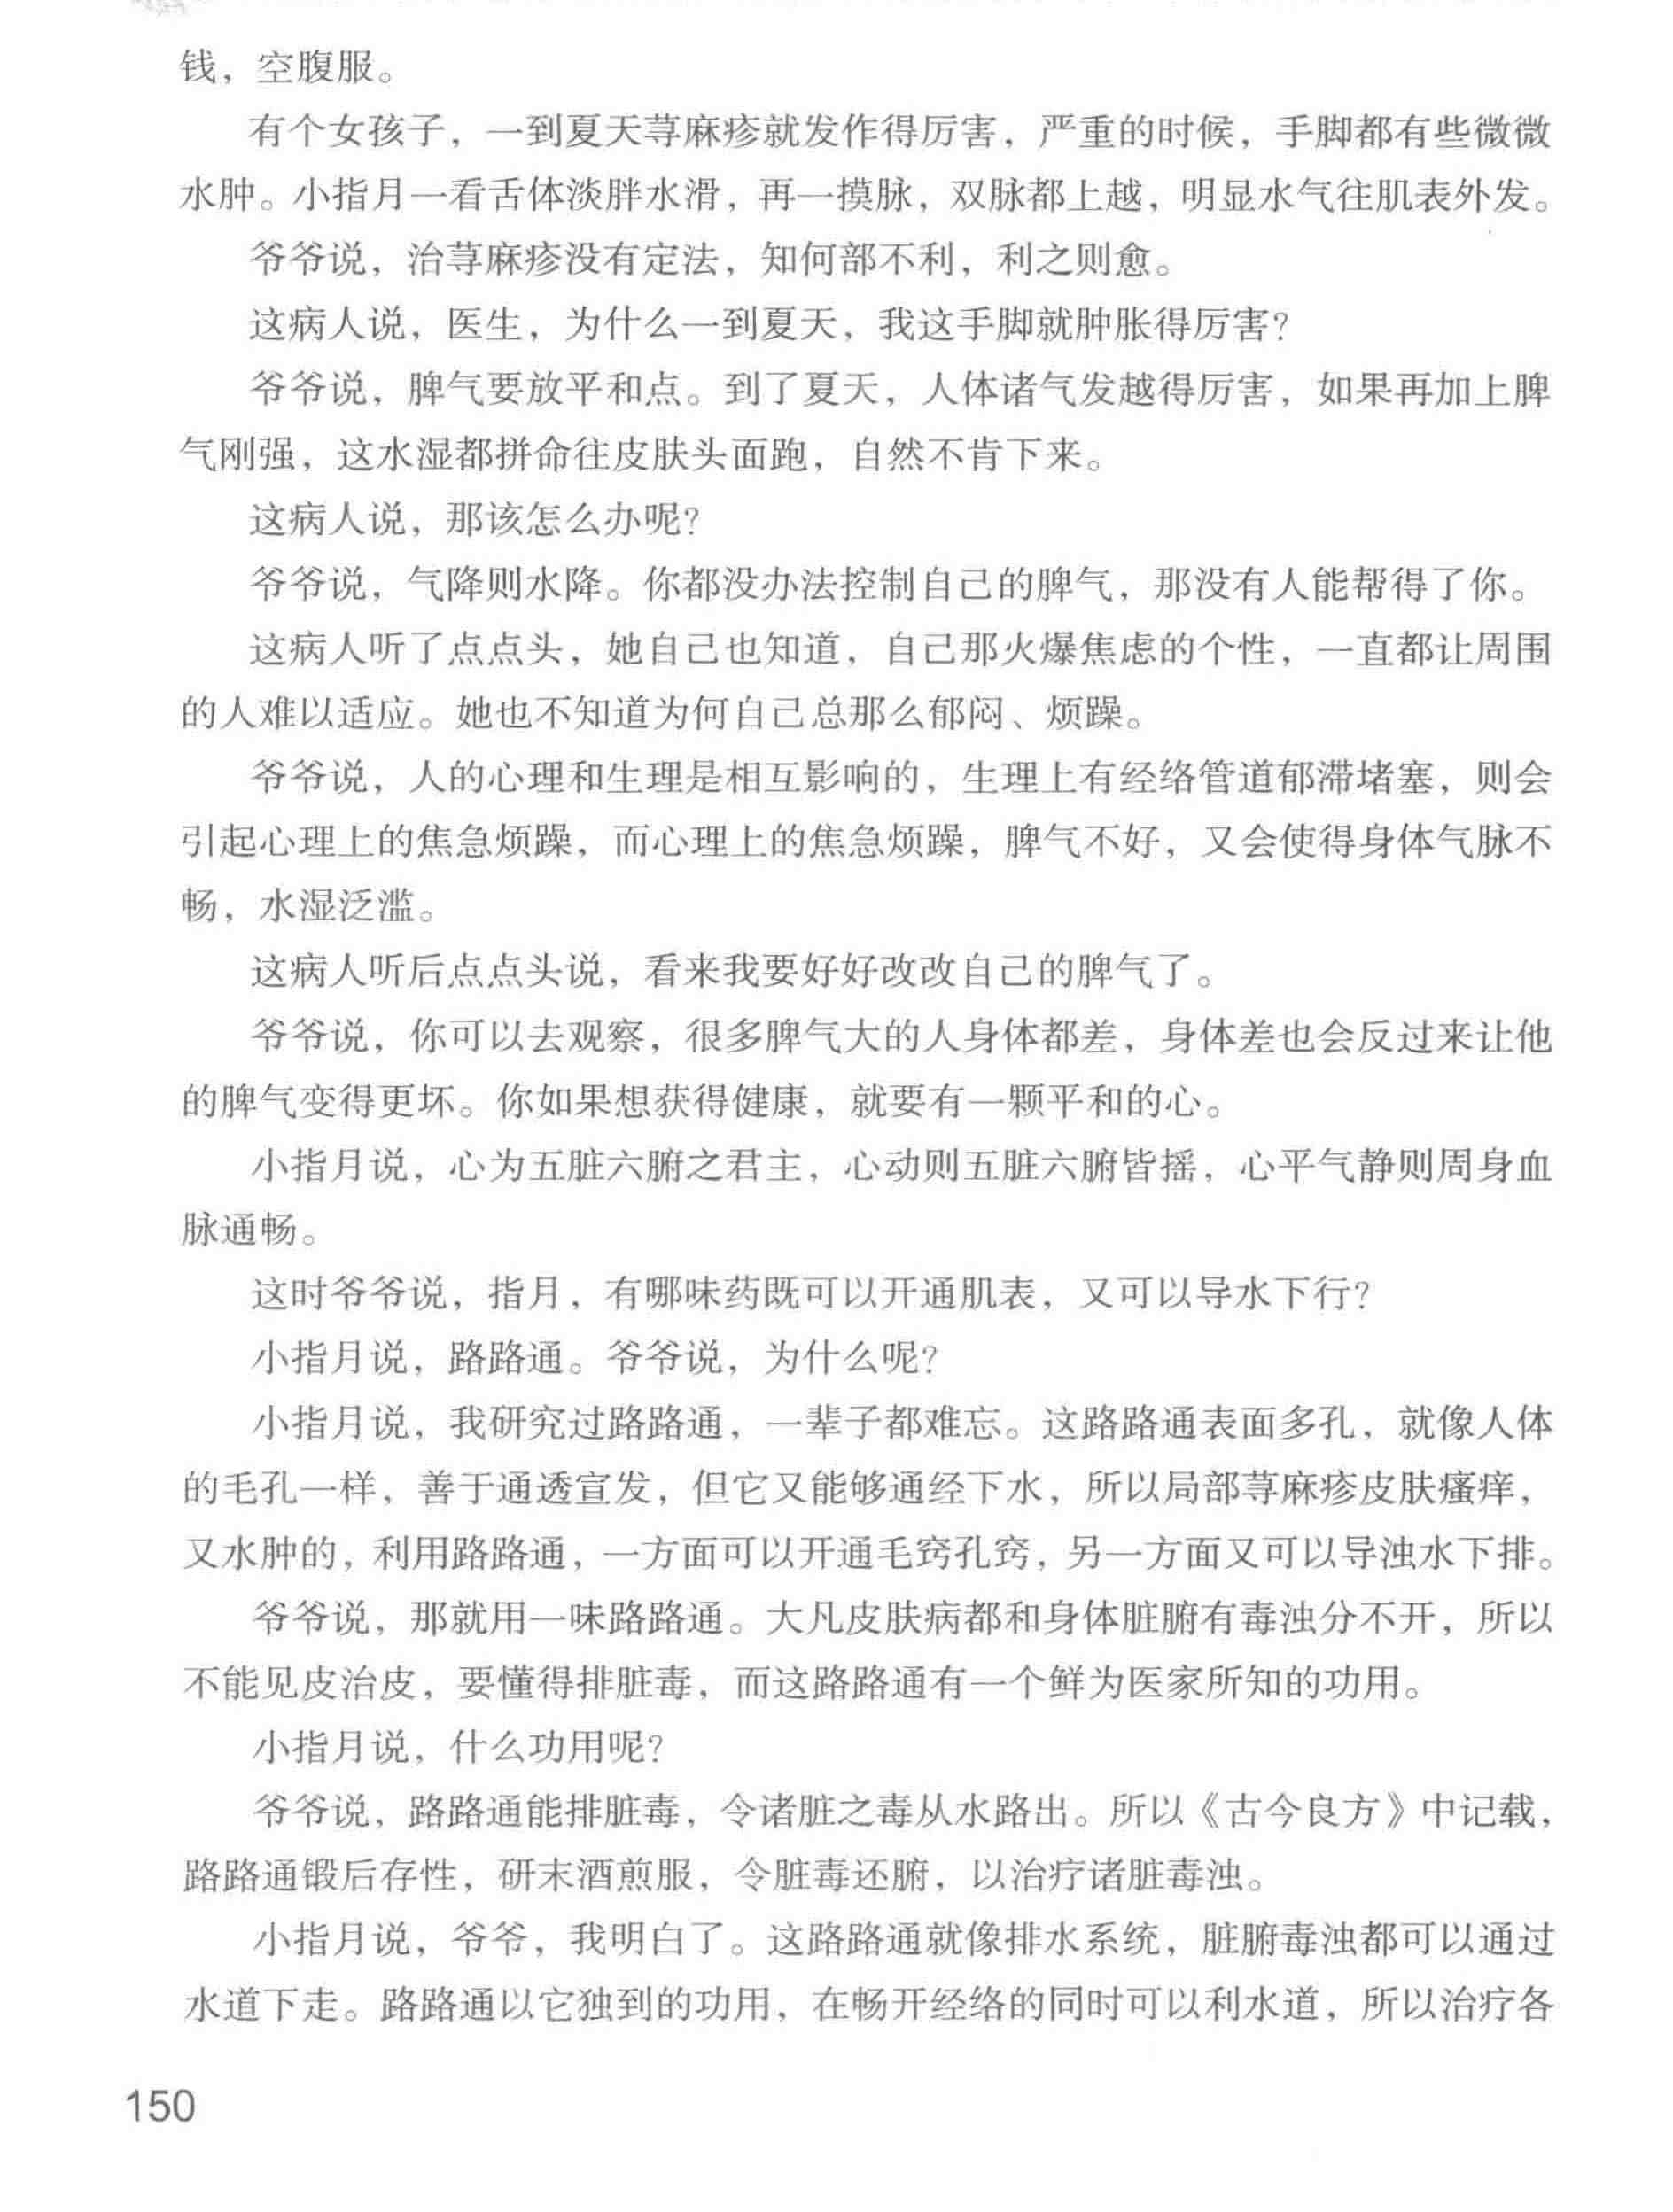 钱，空腹服。
有个女孩子，一到夏天荨麻疹就发作得厉害，严重的时候，手脚都有些微微
水肿。小指月一看舌体淡胖水滑，再一摸脉，双脉都上越，明显水气往肌表外发。
爷爷说，治荨麻疹没有定法，知何部不利，利之则愈。
这病人说，医生，为什么一到夏天，我这手脚就肿胀得厉害？
爷爷说，脾气要放平和点。到了夏天，人体诸气发越得厉害，如果再加上脾
气刚强，这水湿都拼命往皮肤头面跑，自然不肯下来。
这病人说，那该怎么办呢？
爷爷说，气降则水降。你都没办法控制自己的脾气，那没有人能帮得了你。
这病人听了点点头，她自己也知道，自己那火爆焦虑的个性，一直都让周围
的人难以适应。她也不知道为何自己总那么郁闷、烦躁。
爷爷说，人的心理和生理是相互影响的，生理上有经络管道郁滞堵塞，则会
引起心理上的焦急烦躁，而心理上的焦急烦躁，脾气不好，又会使得身体气脉不
畅，水湿泛滥。
这病人听后点点头说，看来我要好好改改自己的脾气了。
爷爷说，你可以去观察，很多脾气大的人身体都差，身体差也会反过来让他
的脾气变得更坏。你如果想获得健康，就要有一颗平和的心。
小指月说，心为五脏六腑之君主，心动则五脏六腑皆摇，心平气静则周身血
脉通畅。
这时爷爷说，指月，有哪味药既可以开通肌表，又可以导水下行？
小指月说，路路通。爷爷说，为什么呢？
小指月说，我研究过路路通，一辈子都难忘。这路路通表面多孔，就像人体
的毛孔一样，善于通透宣发，但它又能够通经下水，所以局部荨麻疹皮肤瘙痒，
又水肿的，利用路路通，一方面可以开通毛窍孔窍，另一方面又可以导浊水下排。
爷爷说，那就用一味路路通。大凡皮肤病都和身体脏腑有毒浊分不开，所以
不能见皮治皮，要懂得排脏毒，而这路路通有一个鲜为医家所知的功用。
小指月说，什么功用呢？
爷爷说，路路通能排脏毒，令诸脏之毒从水路出。所以《古今良方》中记载，
路路通锻后存性，研末酒煎服，令脏毒还腑，以治疗诸脏毒浊。
小指月说，爷爷，我明白了。这路路通就像排水系统，脏腑毒浊都可以通过
水道下走。路路通以它独到的功用，在畅开经络的同时可以利水道，所以治疗各
150